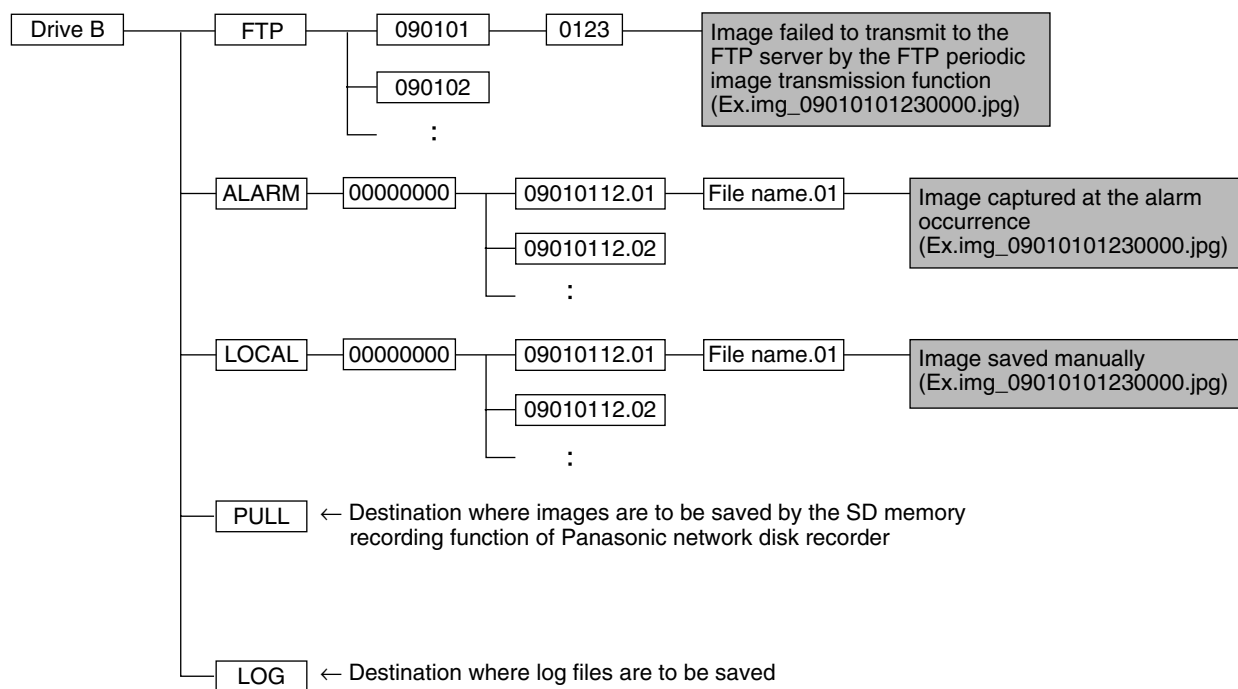 Drive B
FTP
090101
0123
Image failed to transmit to the
FTP server by the FTP periodic
image transmission function
(Ex.img_09010101230000.jpg)
090102
:
ALARM
00000000
09010112.01
File name.01
Image captured at the alarm
occurrence
(Ex.img_09010101230000.jpg)
09010112.02
:
LOCAL
00000000
09010112.01
File name.01
Image saved manually
(Ex.img_09010101230000.jpg)
09010112.02
:
PULL
← Destination where images are to be saved by the SD memory
recording function of Panasonic network disk recorder
LOG
← Destination where log files are to be saved